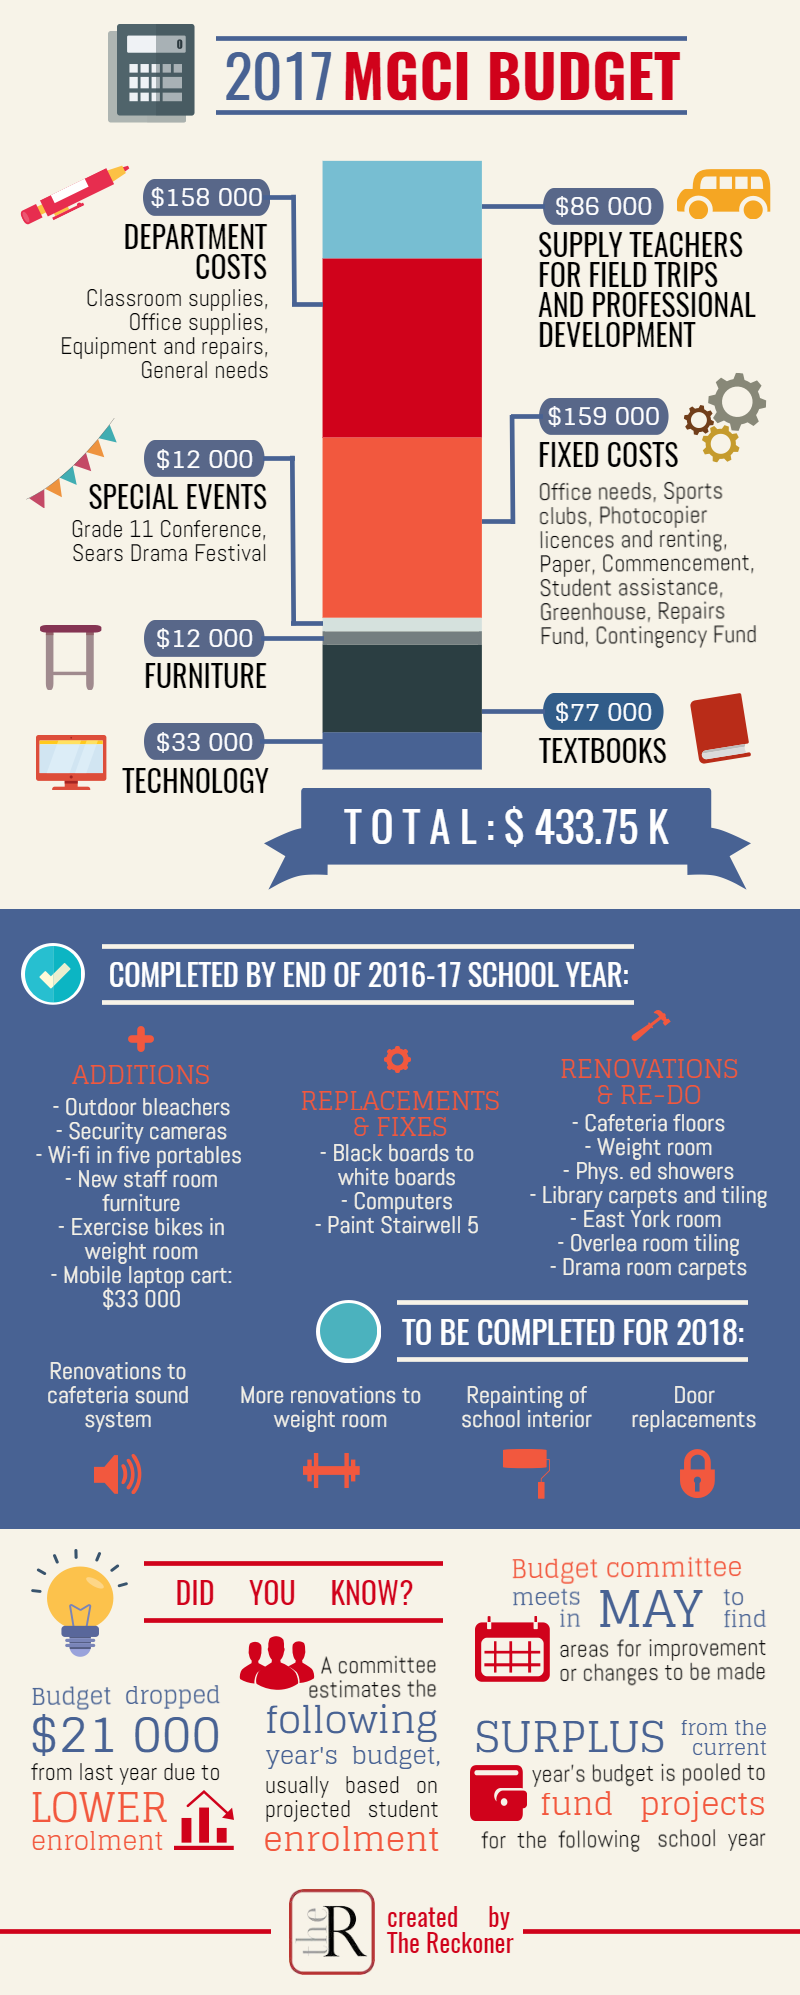 0
2017 MGCI BUDGET
$158 000
DEPARTMENT
COSTS
Classroom supplies,
Office supplies,
Equipment and repairs,
General needs
$86 000
SUPPLY TEACHERS
FOR FIELD TRIPS
AND PROFESSIONAL
DEVELOPMENT
$12 000
SPECIAL EVENTS
Grade 11 Conference,
Sears Drama Festival
$159 000
FIXED COSTS
Office needs, Sports
clubs, Photocopier
licences and renting,
Paper, Commencement,
Student assistance,
Greenhouse, Repairs
Fund, Contingency Fund
$12 000
FURNITURE
$33 000
TECHNOLOGY
$77 000
TEXTBOOKS
TOTAL: $ 433.75 K
COMPLETED BY END OF 2016-17 SCHOOL YEAR:
ADDITIONS
- Outdoor bleachers
- Security cameras
- Wi-fi in five portables
- New staff room
furniture
- Exercise bikes in
weight room
- Mobile laptop cart:
$33 000
REPLACEMENTS
& FIXES
- Black boards to
white boards
- Computers
- Paint Stairwell 5
RENOVATIONS
& RE-DO
- Cafeteria floors
- Weight room
- Phys. ed showers
- Library carpets and tiling
- East York room
- Overlea room tiling
- Drama room carpets
TO BE COMPLETED FOR 2018:
Renovations to
cafeteria sound
system
More renovations to
weight room
Repainting of
school interior
Door
replacements
DID YOU KNOW?
Budget dropped
$21 000
from last year due to
LOWER
enrolment
A committee
estimates the
following
year's budget,
usually based on
projected student
enrolment
Budget committee
meets in MAY to find
areas for improvement
or changes to be made
SURPLUS from the current
year's budget is pooled to
fund projects
for the following school year
the R
created by
The Reckoner